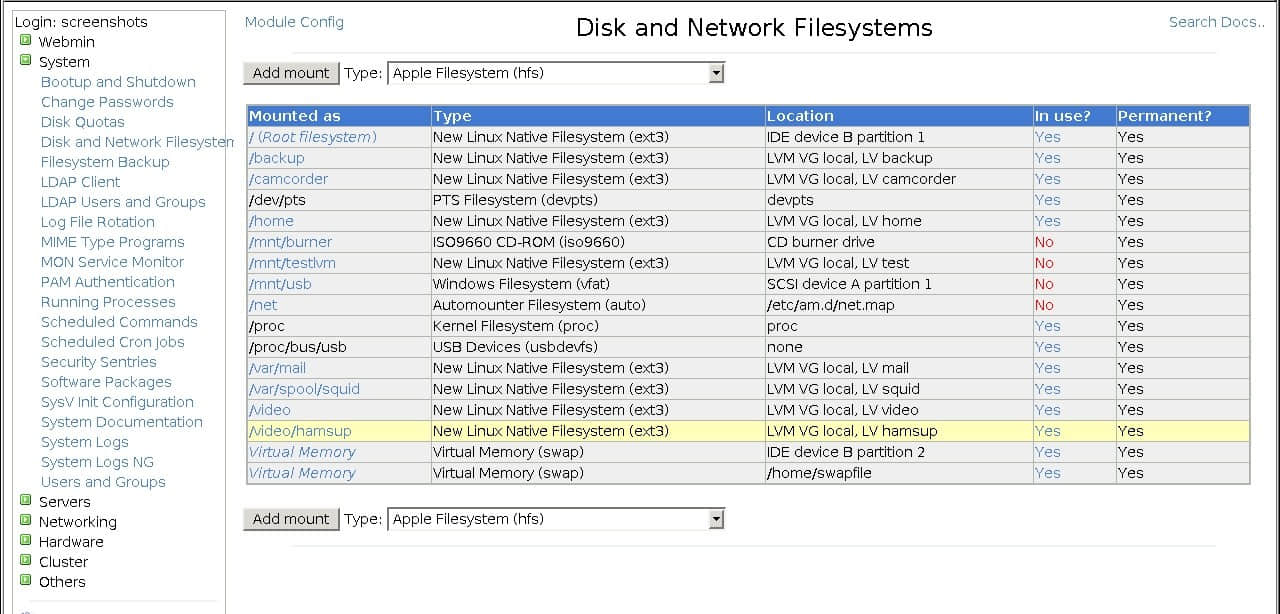 Login: screenshots
Webmin
System
Bootup and Shutdown
Change Passwords
Disk Quotas
Disk and Network Filesystem
Filesystem Backup
LDAP Client
LDAP Users and Groups
Log File Rotation
MIME Type Programs
MON Service Monitor
PAM Authentication
Running Processes
Scheduled Commands
Scheduled Cron Jobs
Security Sentries
Software Packages
SysV Init Configuration
System Documentation
System Logs
System Logs NG
Users and Groups
Servers
Networking
Hardware
Cluster
Others
Module Config
Disk and Network Filesystems
Search Docs..
Add mount Type: Apple Filesystem (hfs)
Mounted as Type Location In use? Permanent?
/ (Root filesystem) New Linux Native Filesystem (ext3) IDE device B partition 1 Yes Yes
/backup New Linux Native Filesystem (ext3) LVM VG local, LV backup Yes Yes
/camcorder New Linux Native Filesystem (ext3) LVM VG local, LV camcorder Yes Yes
/dev/pts PTS Filesystem (devpts) devpts Yes Yes
/home New Linux Native Filesystem (ext3) LVM VG local, LV home Yes Yes
/mnt/burner ISO9660 CD-ROM (iso9660) CD burner drive No Yes
/mnt/testlvm New Linux Native Filesystem (ext3) LVM VG local, LV test No Yes
/mnt/usb Windows Filesystem (vfat) SCSI device A partition 1 No Yes
/net Automounter Filesystem (auto) /etc/am.d/net.map No Yes
/proc Kernel Filesystem (proc) proc Yes Yes
/proc/bus/usb USB Devices (usbdevfs) none Yes Yes
/var/mail New Linux Native Filesystem (ext3) LVM VG local, LV mail Yes Yes
/var/spool/squid New Linux Native Filesystem (ext3) LVM VG local, LV squid Yes Yes
/video New Linux Native Filesystem (ext3) LVM VG local, LV video Yes Yes
/video/hamsup New Linux Native Filesystem (ext3) LVM VG local, LV hamsup Yes Yes
Virtual Memory Virtual Memory (swap) IDE device B partition 2 Yes Yes
Virtual Memory Virtual Memory (swap) /home/swapfile Yes Yes
Add mount Type: Apple Filesystem (hfs)